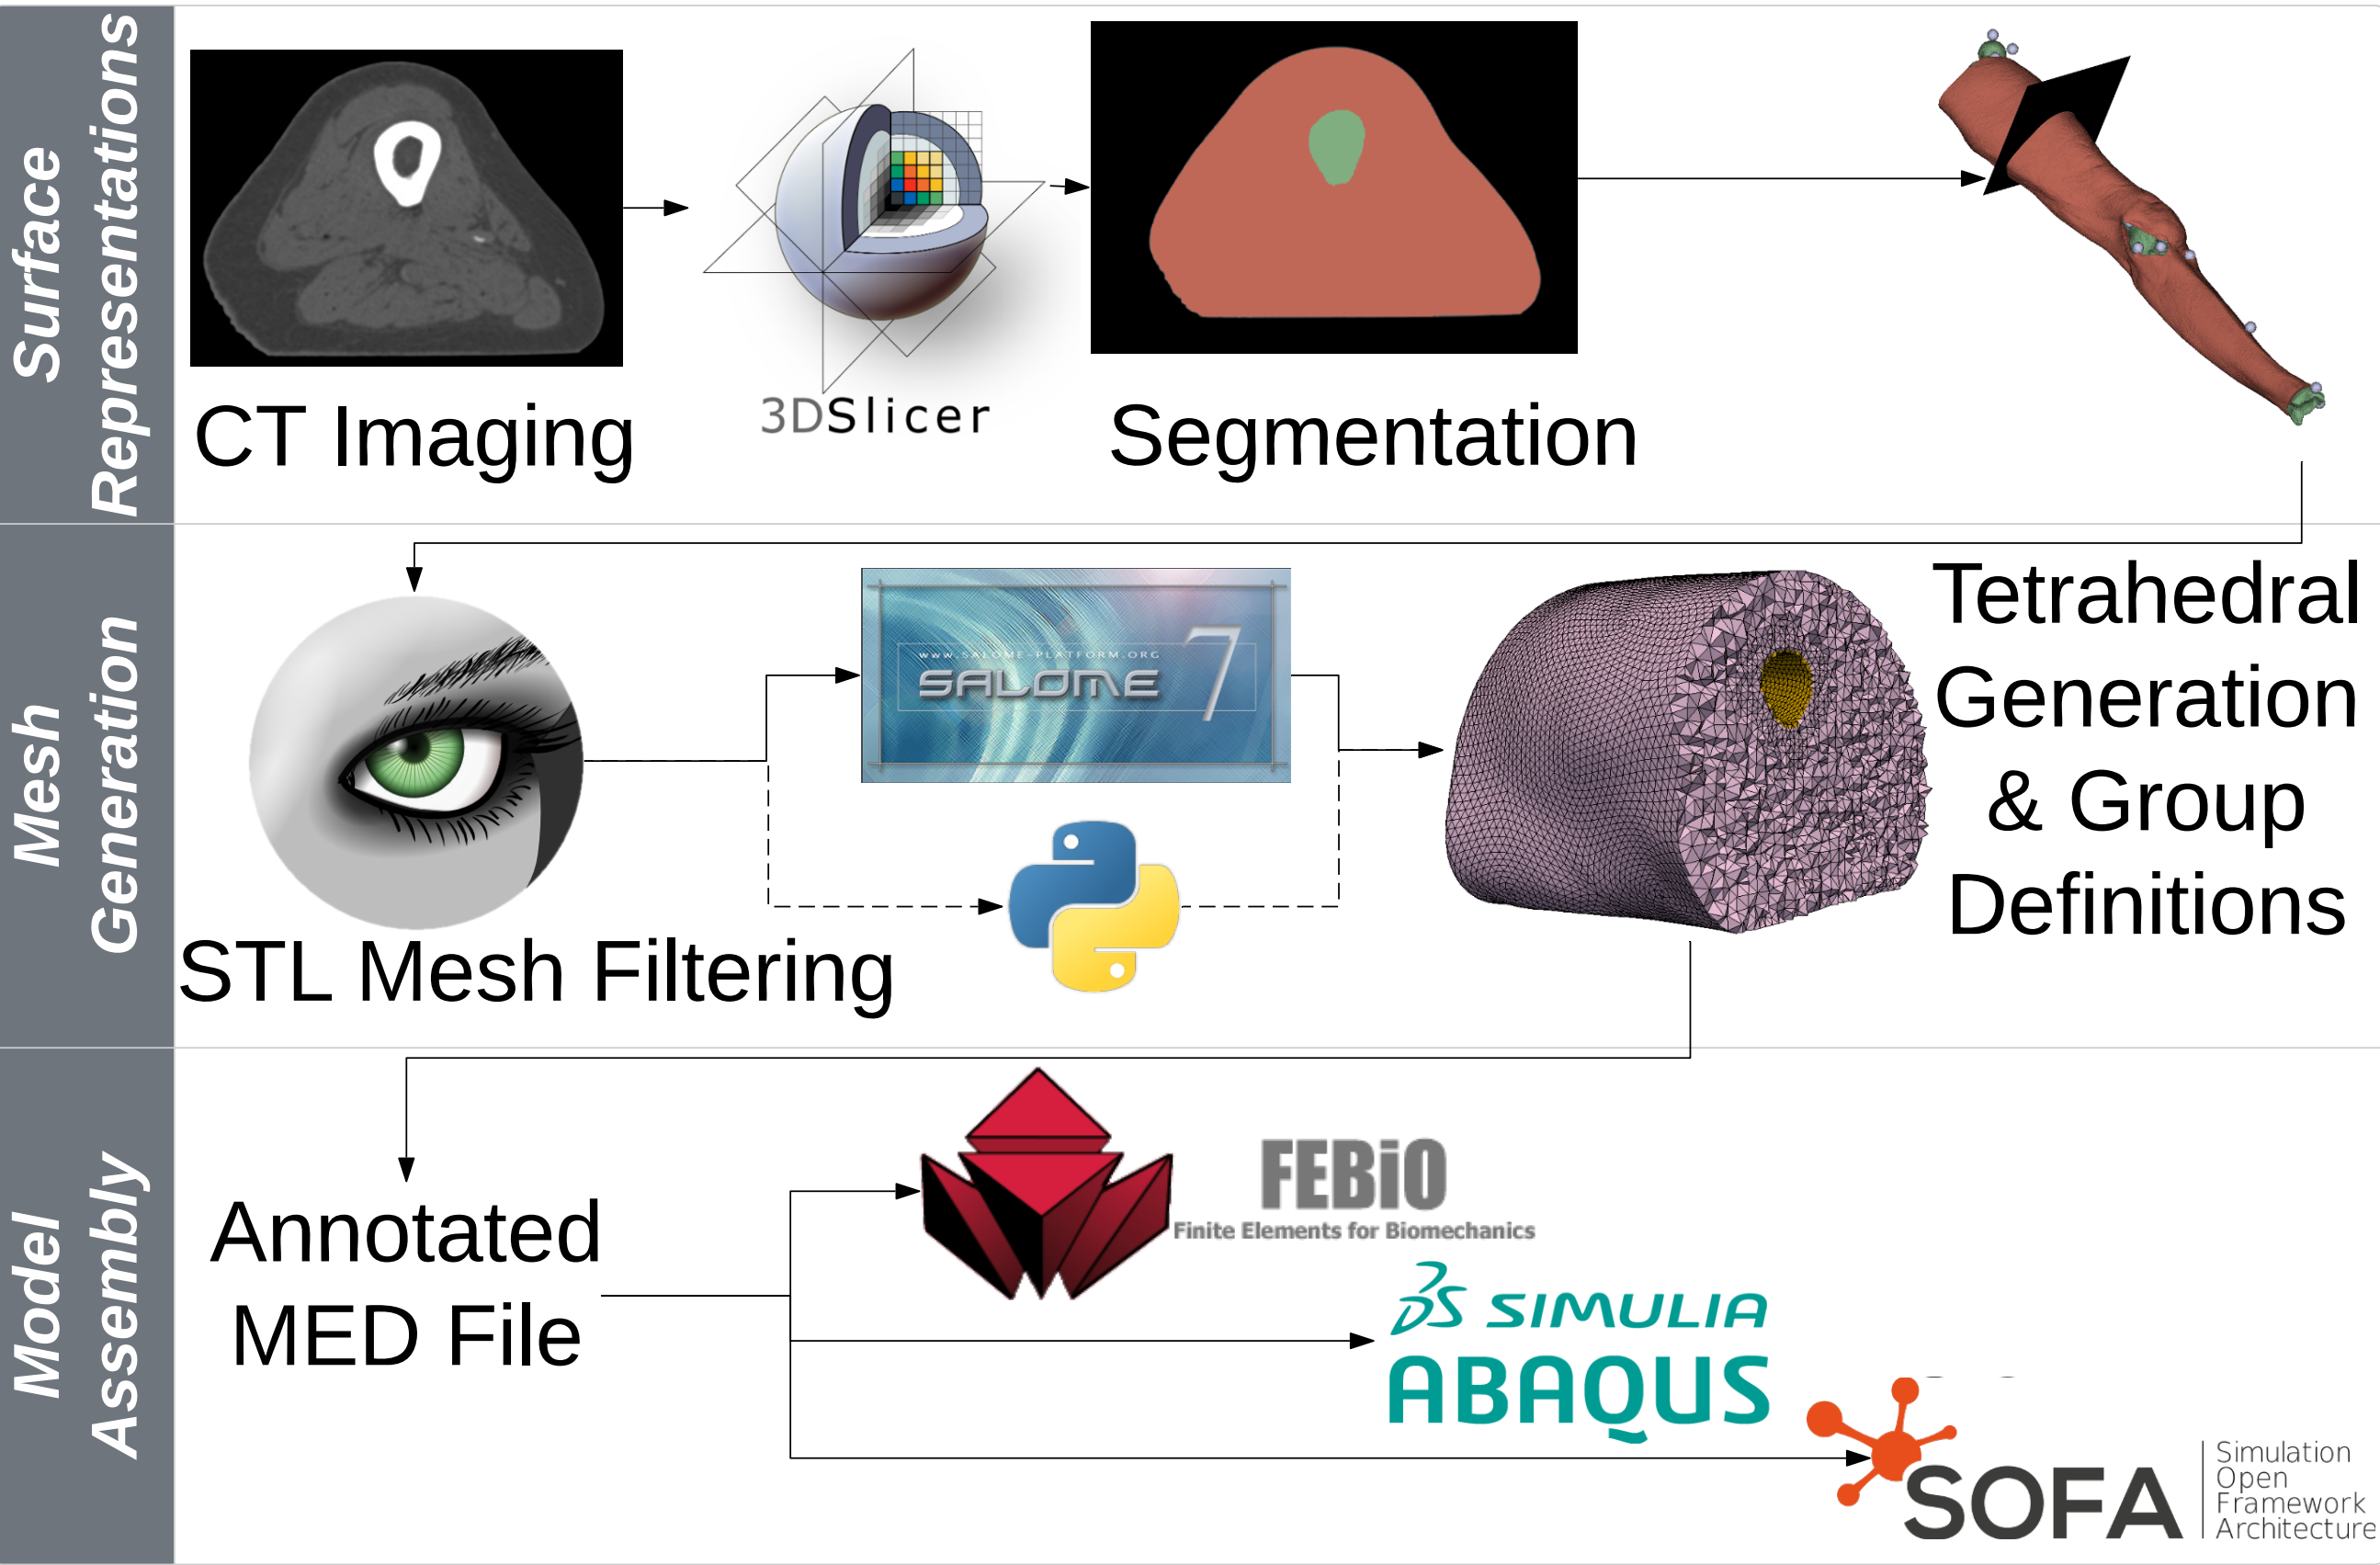 Surface
Representations
CT Imaging
3DSlicer
Segmentation
Mesh
Generation
STL Mesh Filtering
WWW.SALOME-PLATFORM.ORG
SALOME 7
Tetrahedral
Generation
& Group
Definitions
Model
Assembly
Annotated
MED File
FEBiO
Finite Elements for Biomechanics
3DS SIMULIA
ABAQUS
SOFA
Simulation
Open
Framework
Architecture